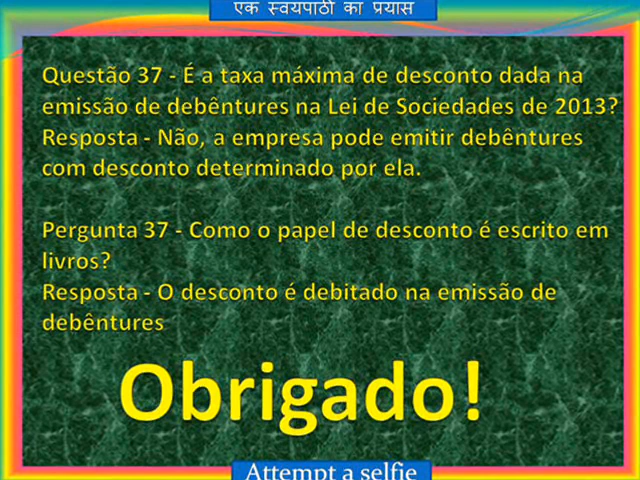 एक स्वयपाठी का प्रयास
Questão 37 - É a taxa máxima de desconto dada na
emissão de debêntures na Lei de Sociedades de 2013?
Resposta - Não, a empresa pode emitir debêntures
com desconto determinado por ela.
Pergunta 37 - Como o papel de desconto é escrito em
livros?
Resposta - O desconto é debitado na emissão de
debêntures
Obrigado!
Attempt a selfie